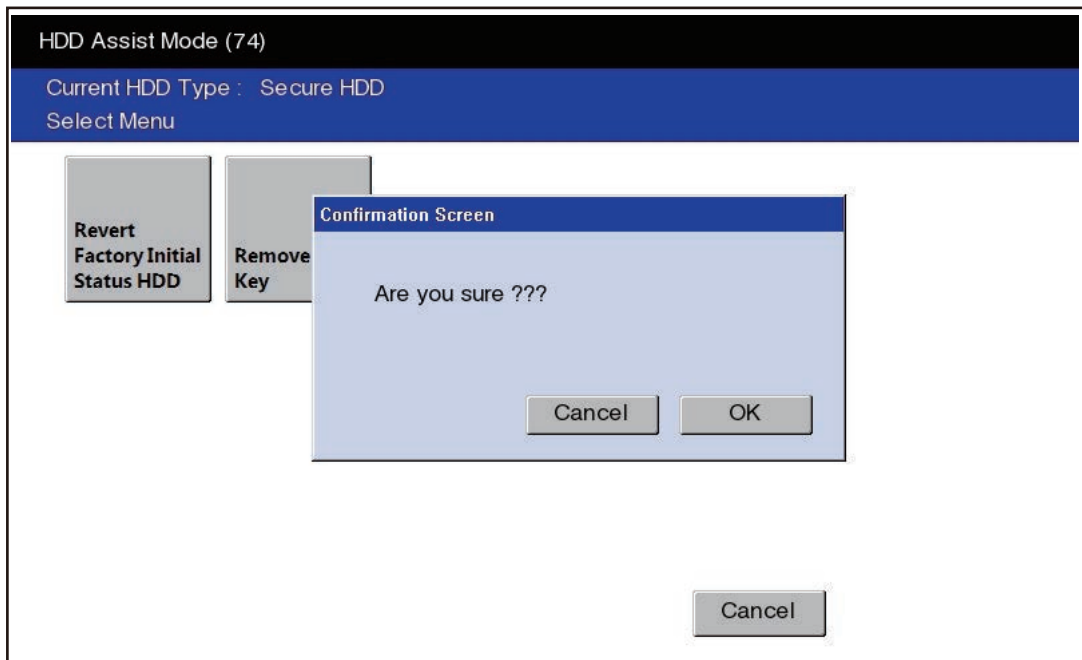 HDD Assist Mode (74)
Current HDD Type : Secure HDD
Select Menu
Revert
Factory Initial
Status HDD
Remove
Key
Confirmation Screen
Are you sure ???
Cancel
OK
Cancel